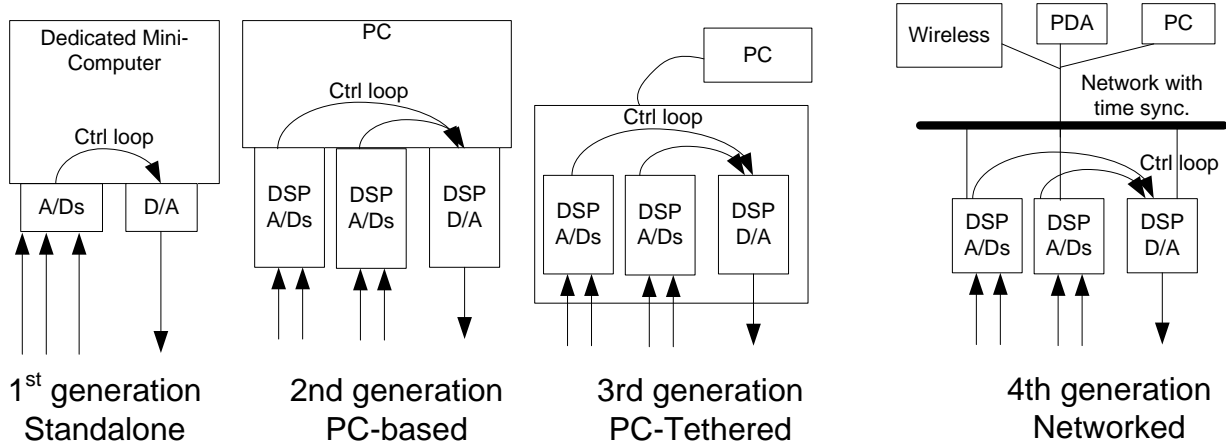 Dedicated Mini-
Computer
Ctrl loop
A/Ds
D/A
1st generation
Standalone
PC
Ctrl loop
DSP
A/Ds
DSP
A/Ds
DSP
D/A
2nd generation
PC-based
PC
Ctrl loop
DSP
A/Ds
DSP
A/Ds
DSP
D/A
3rd generation
PC-Tethered
Wireless
PDA
PC
Network with
time sync.
Ctrl loop
DSP
A/Ds
DSP
A/Ds
DSP
D/A
4th generation
Networked